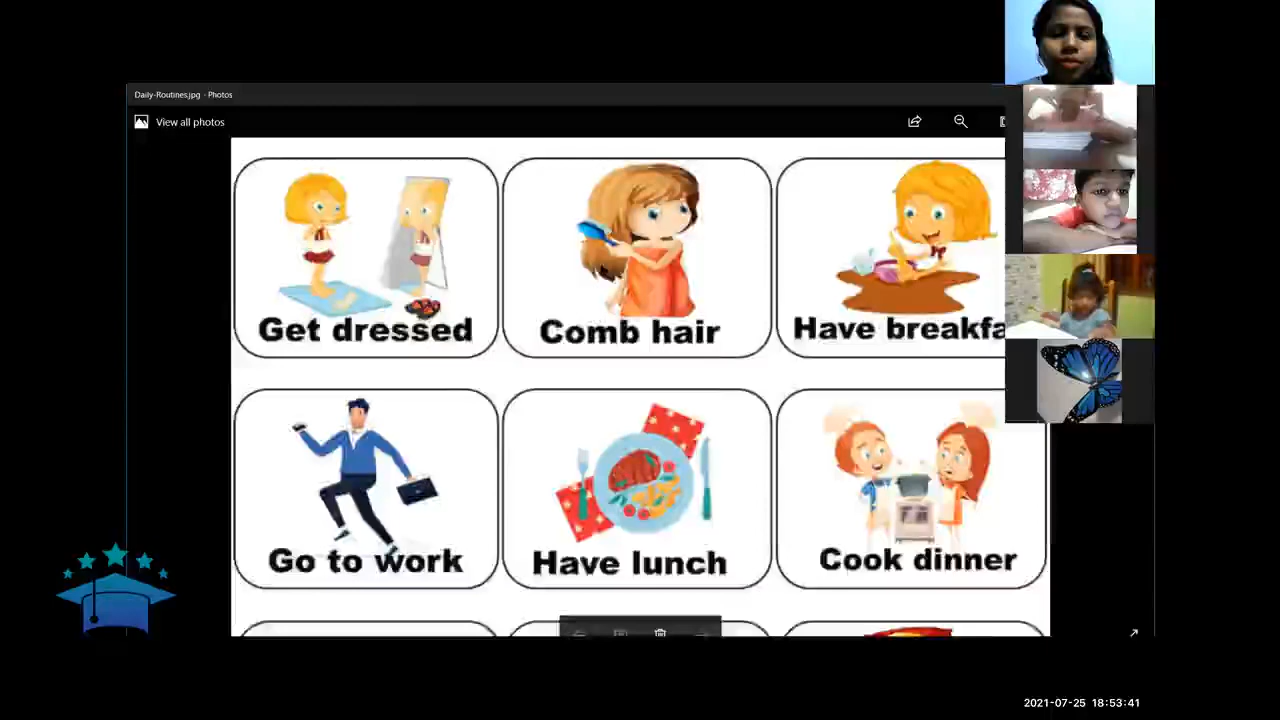 Daily-Routines.jpg - Photos
View all photos
Get dressed
Comb hair
Have breakfa
Go to work
Have lunch
Cook dinner
2021-07-25 18:53:41